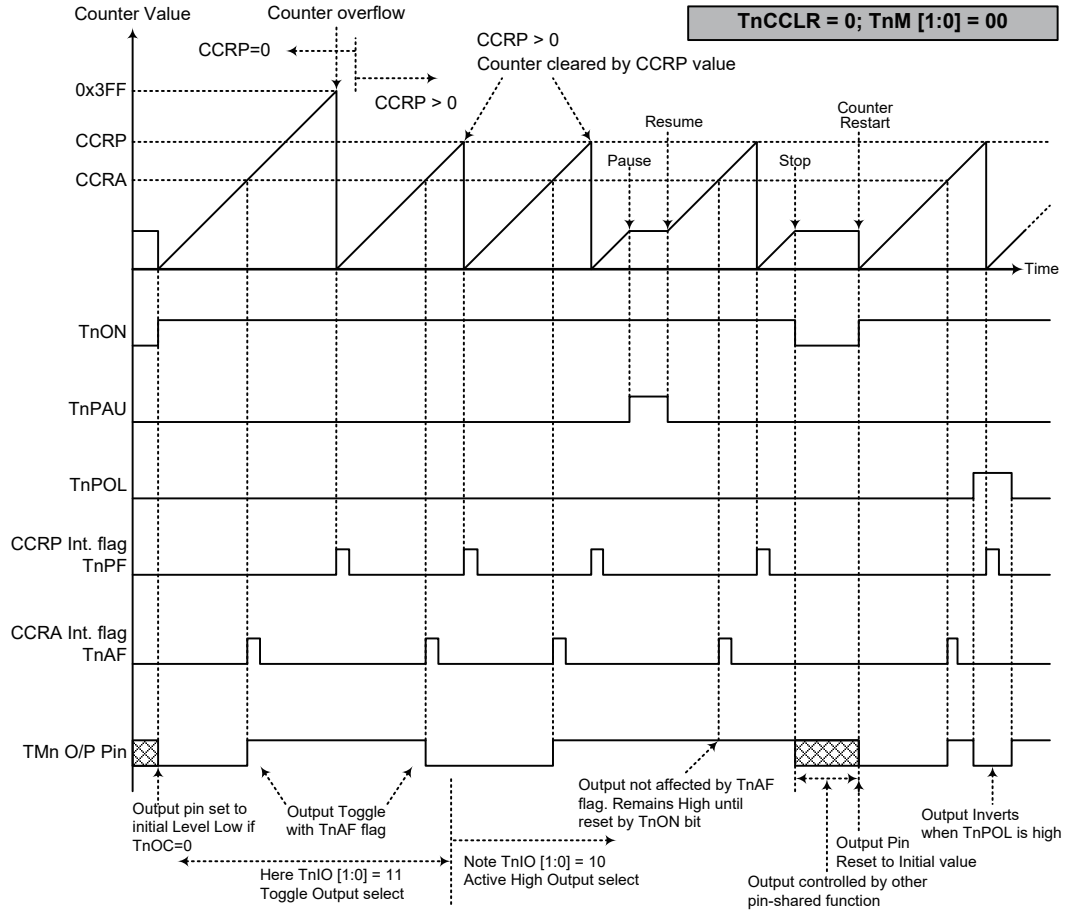 Counter Value
Counter overflow
TnCCLR = 0; TnM [1:0] = 00
CCRP=0
CCRP > 0
CCRP > 0
Counter cleared by CCRP value
0x3FF
CCRP
CCRA
Pause
Resume
Stop
Counter
Restart
Time
TnON
TnPAU
TnPOL
CCRP Int. flag
TnPF
CCRA Int. flag
TnAF
TMn O/P Pin
Output pin set to
initial Level Low if
TnOC=0
Output Toggle
with TnAF flag
Output not affected by TnAF
flag. Remains High until
reset by TnON bit
Output Inverts
when TnPOL is high
Output Pin
Reset to Initial value
Here TnIO [1:0] = 11
Toggle Output select
Note TnIO [1:0] = 10
Active High Output select
Output controlled by other
pin-shared function